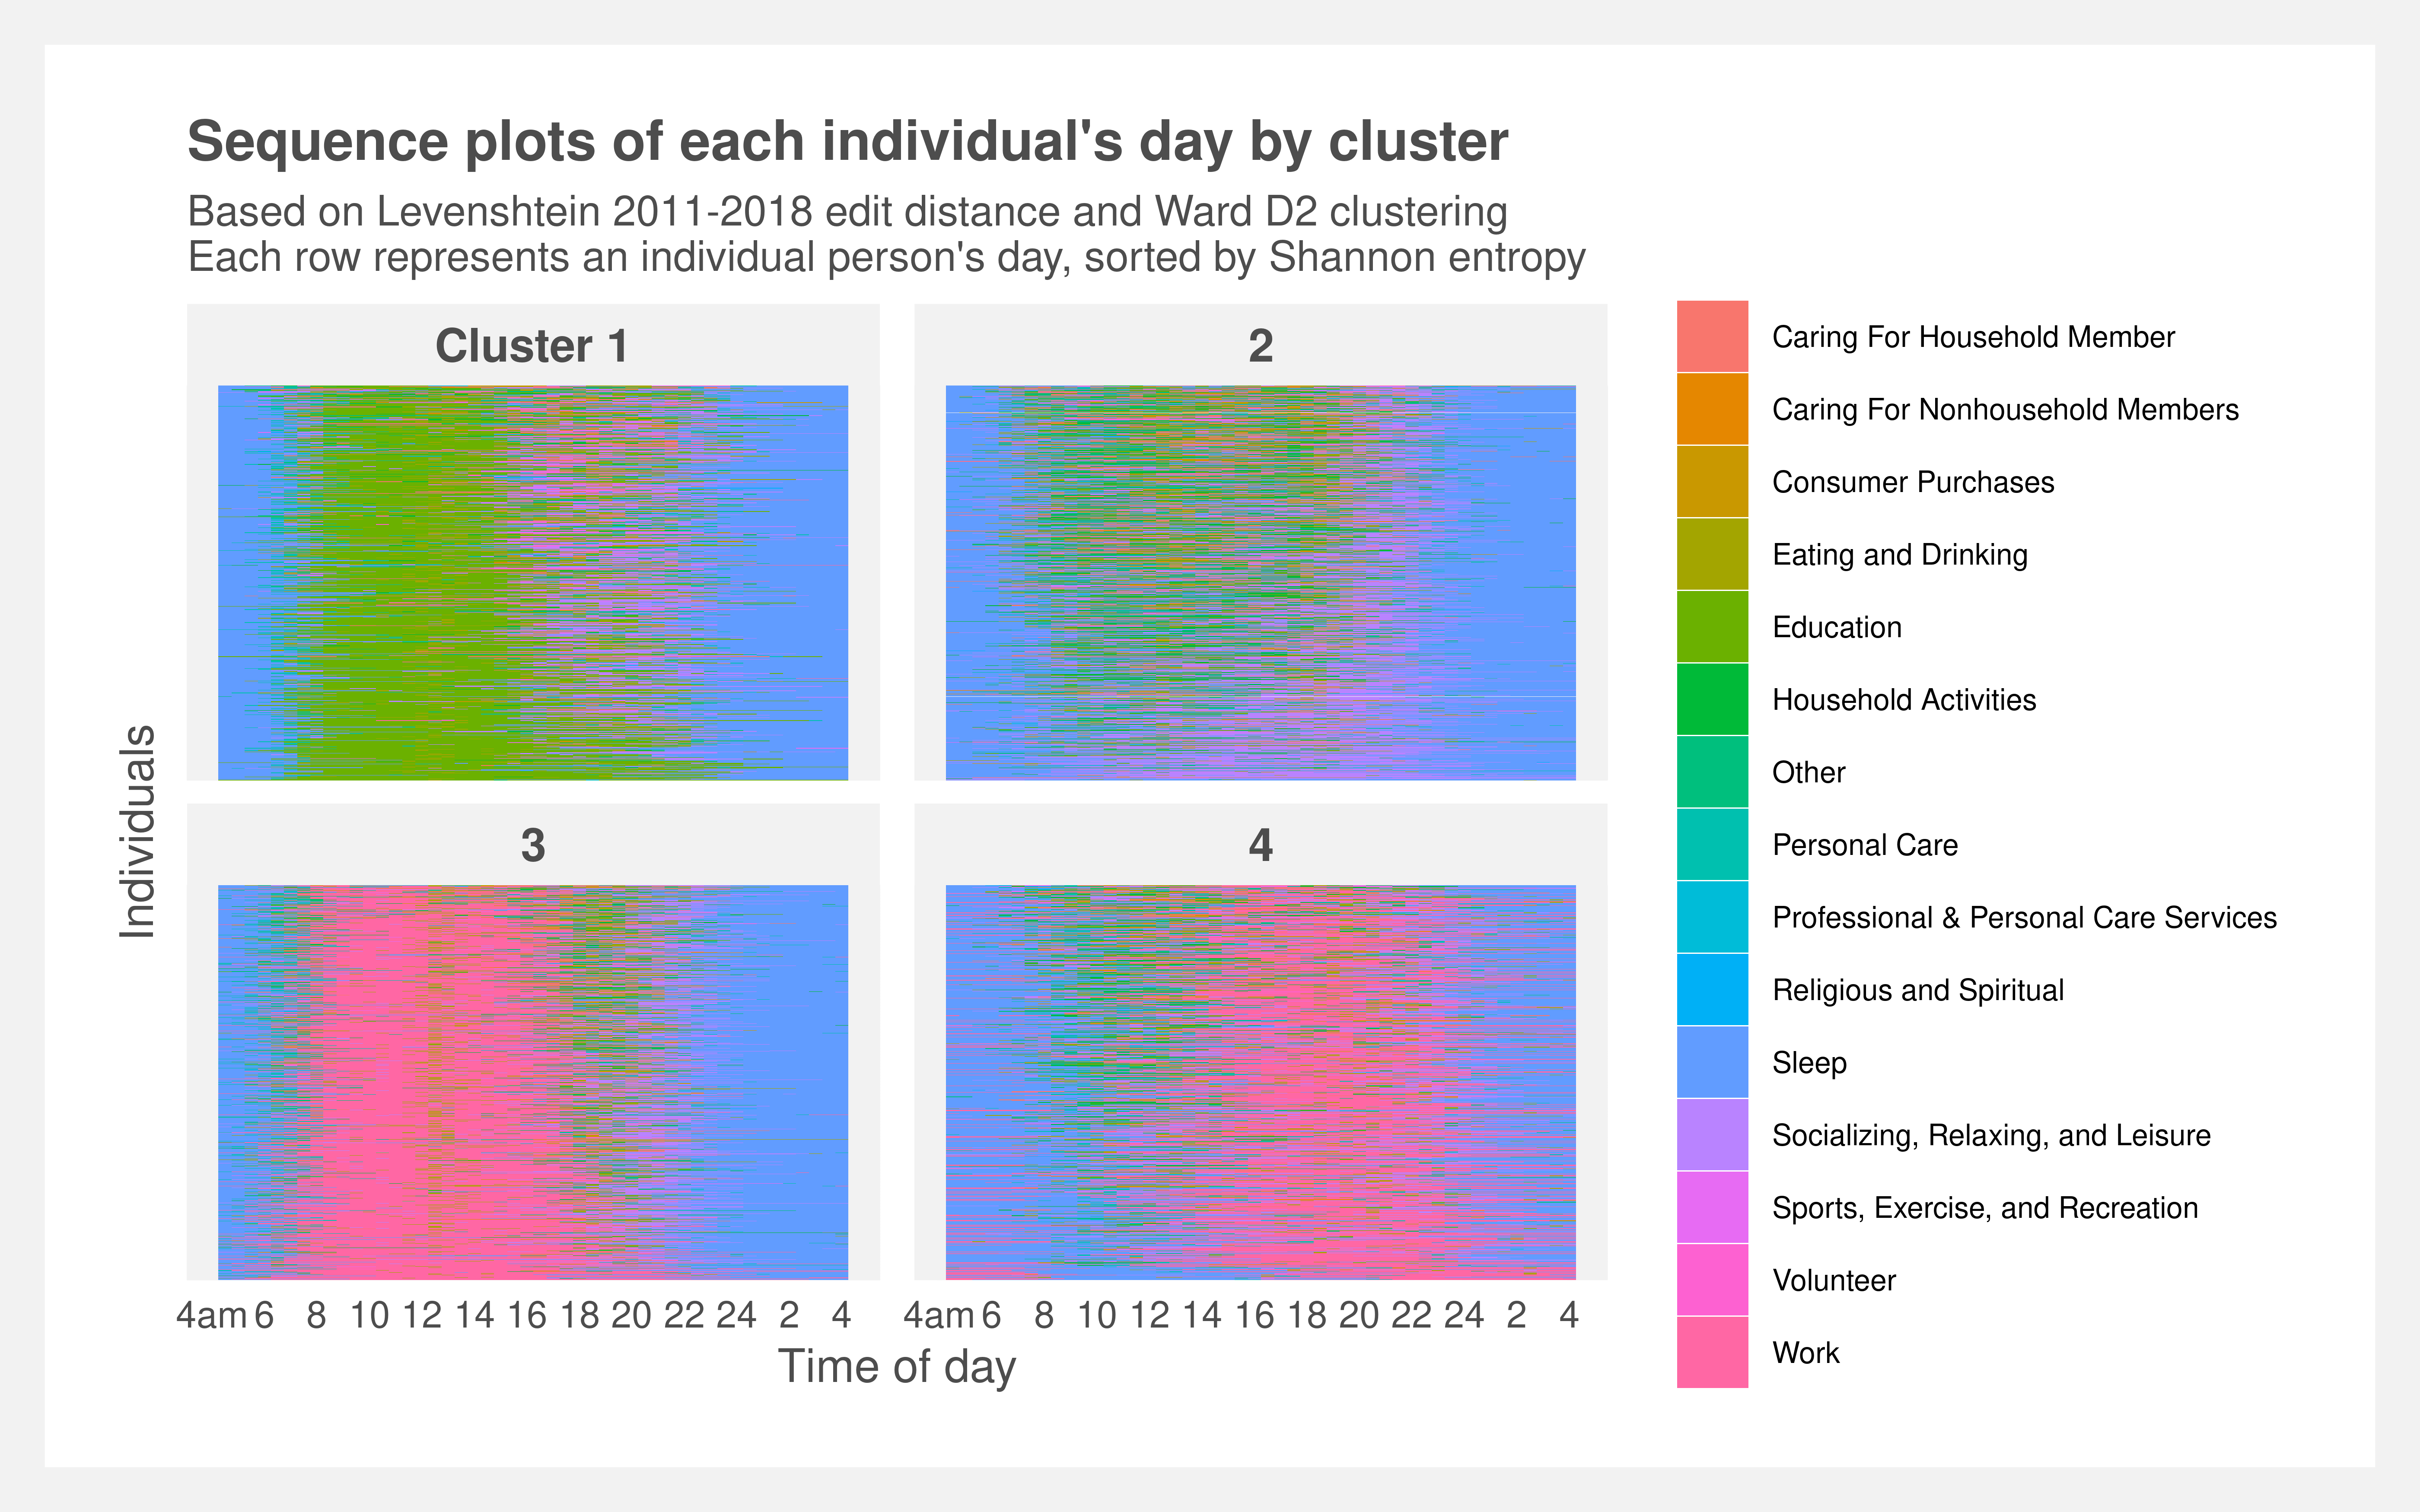 Sequence plots of each individual's day by cluster
Based on Levenshtein 2011-2018 edit distance and Ward D2 clustering
Each row represents an individual person's day, sorted by Shannon entropy
Cluster 1
2
3
4
Individuals
4am 6 8 10 12 14 16 18 20 22 24 2 4
4am 6 8 10 12 14 16 18 20 22 24 2 4
Time of day
Caring For Household Member
Caring For Nonhousehold Members
Consumer Purchases
Eating and Drinking
Education
Household Activities
Other
Personal Care
Professional & Personal Care Services
Religious and Spiritual
Sleep
Socializing, Relaxing, and Leisure
Sports, Exercise, and Recreation
Volunteer
Work